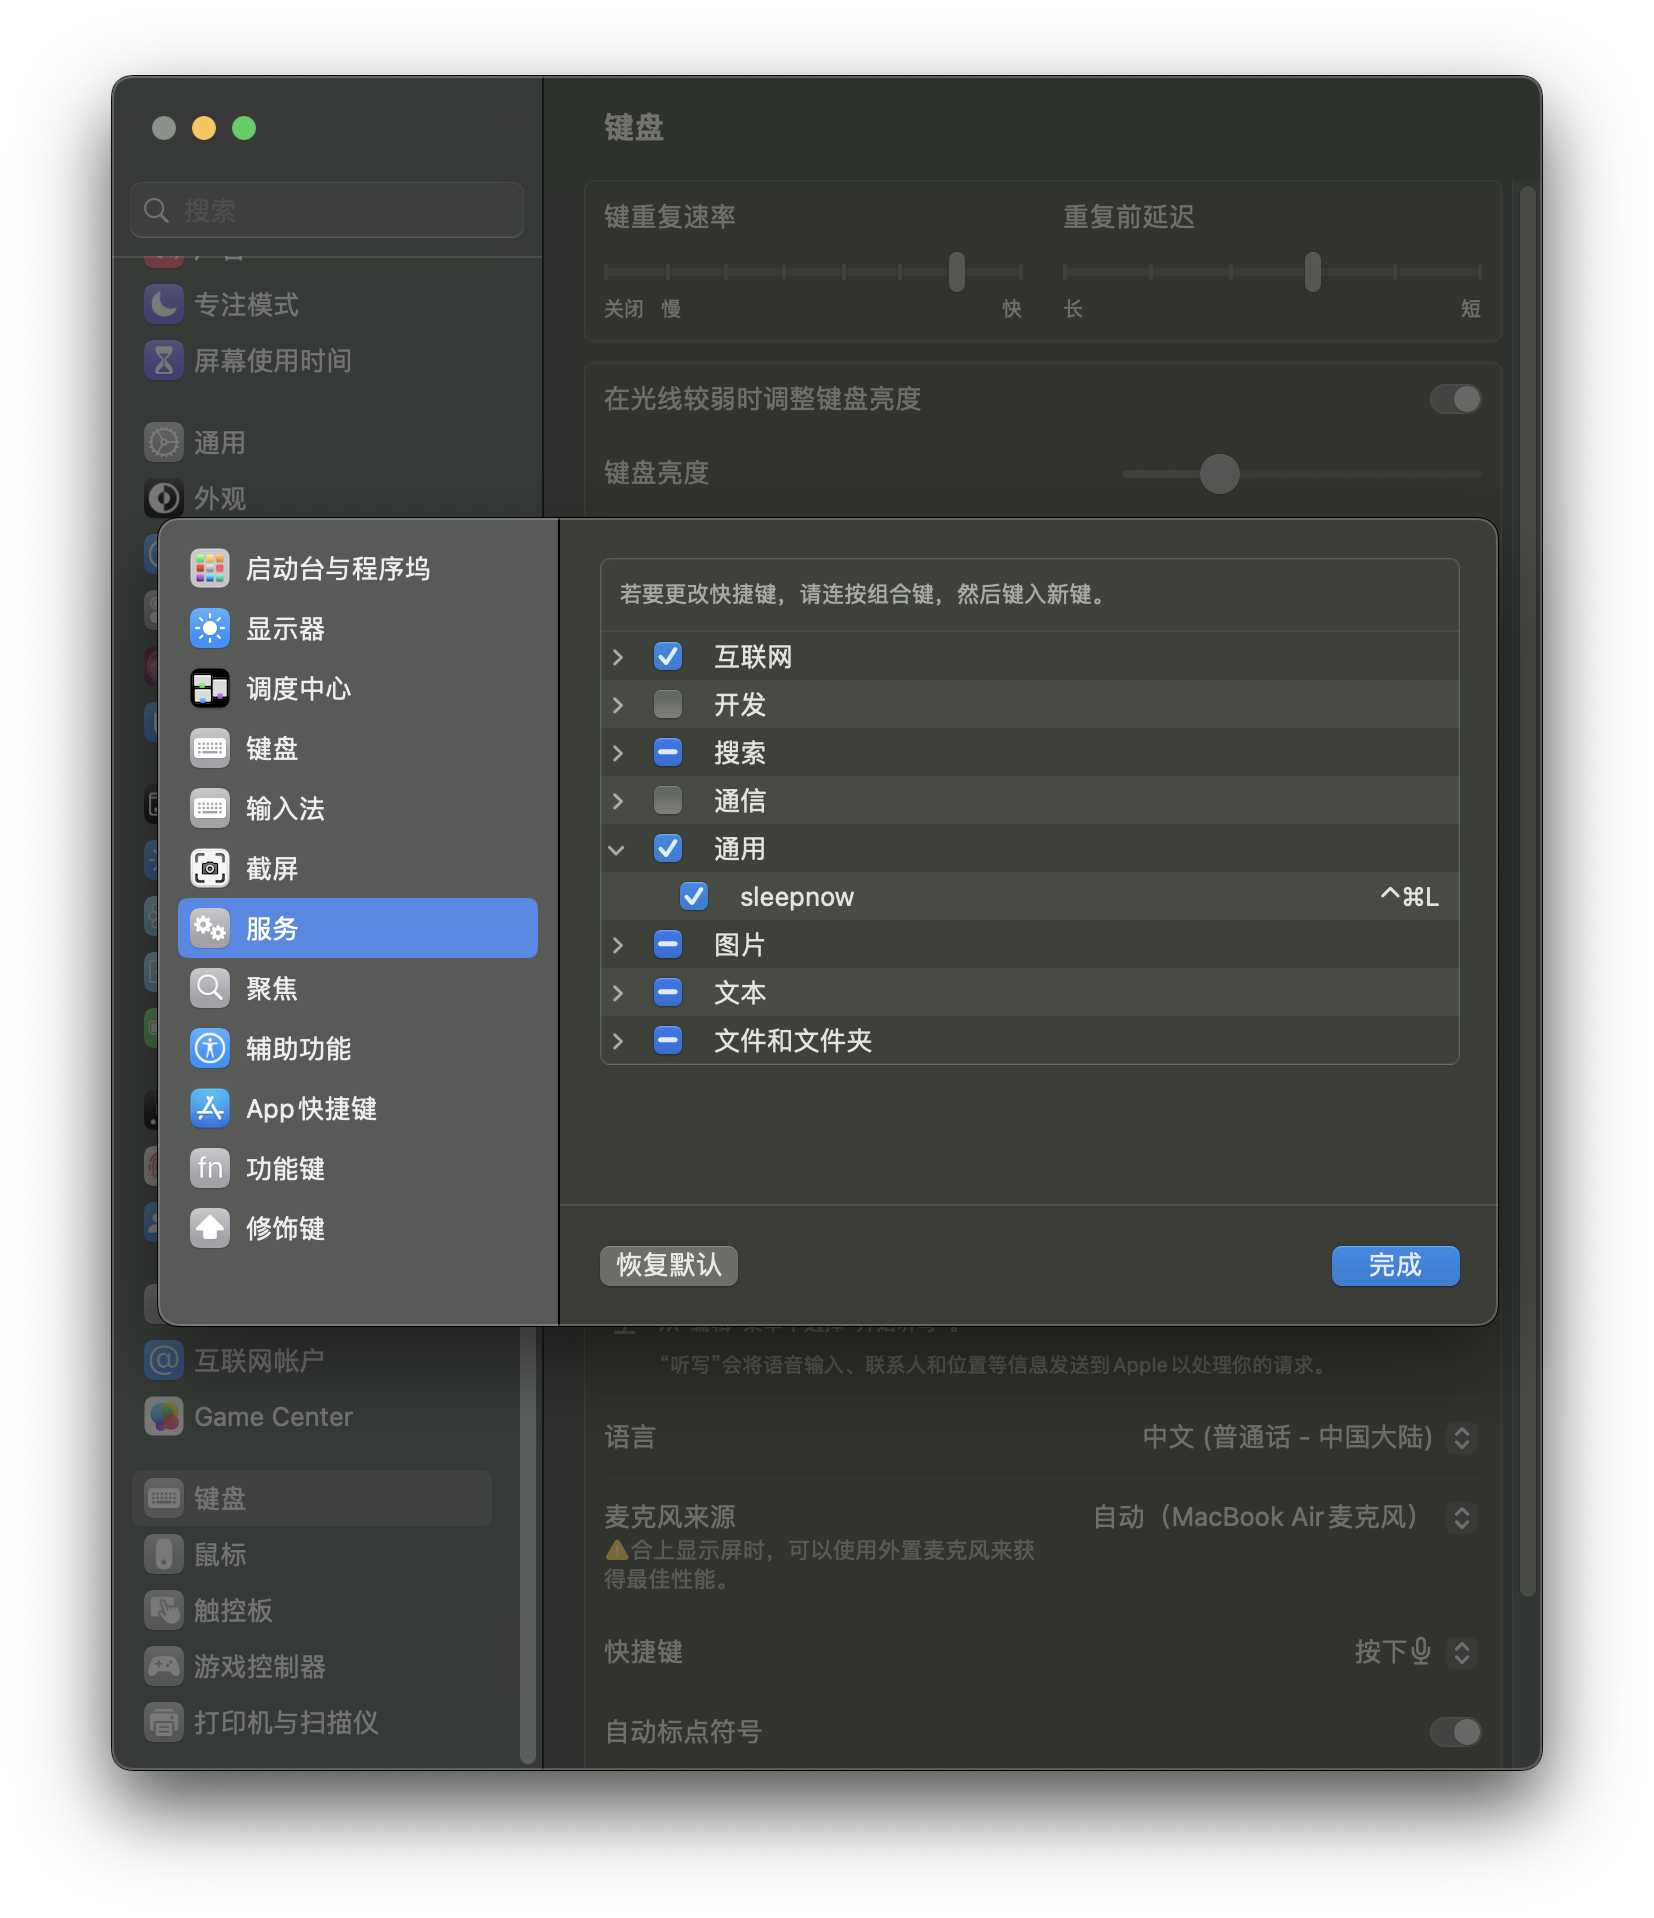 键盘
搜索
键重复速率
重复前延迟
关闭 慢 快
长 短
专注模式
屏幕使用时间
在光线较弱时调整键盘亮度
通用
键盘亮度
外观
启动台与程序坞
显示器
调度中心
键盘
输入法
截屏
服务
聚焦
辅助功能
App快捷键
fn 功能键
修饰键
若要更改快捷键，请连按组合键，然后键入新键。
互联网
开发
搜索
通信
通用
sleepnow ^⌘L
图片
文本
文件和文件夹
恢复默认
完成
互联网帐户
Game Center
键盘
鼠标
触控板
游戏控制器
打印机与扫描仪
“听写”会将语音输入、联系人和位置等信息发送到Apple以处理你的请求。
语言 中文 (普通话 - 中国大陆)
麦克风来源 自动（MacBook Air麦克风）
合上显示屏时，可以使用外置麦克风来获
得最佳性能。
快捷键 按下
自动标点符号